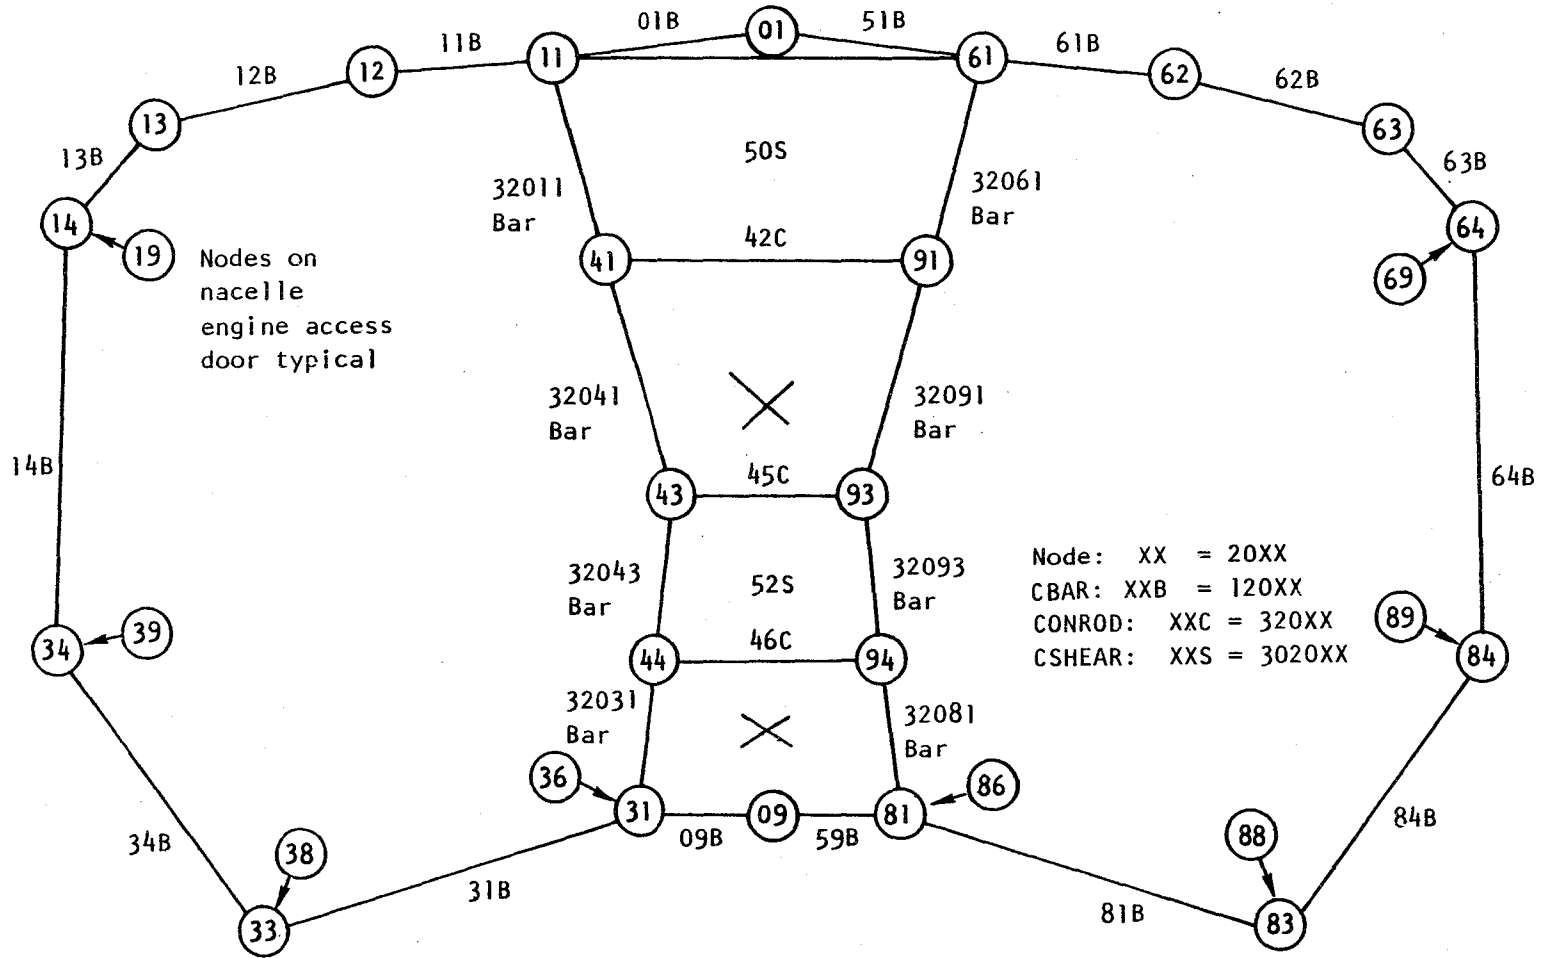 01B
01
51B
11B
11
61
61B
12B
12
62
62B
13
63
13B
50S
63B
32011
Bar
32061
Bar
14
64
42C
19
41
91
69
Nodes on
nacelle
engine access
door typical
32041
Bar
32091
Bar
14B
45C
64B
43
93
32043
Bar
52S
32093
Bar
Node: XX = 20XX
CBAR: XXB = 120XX
CONROD: XXC = 320XX
CSHEAR: XXS = 3020XX
39
34
89
84
46C
44
94
32031
Bar
32081
Bar
36
86
31
09
81
09B
59B
34B
38
88
84B
31B
81B
33
83